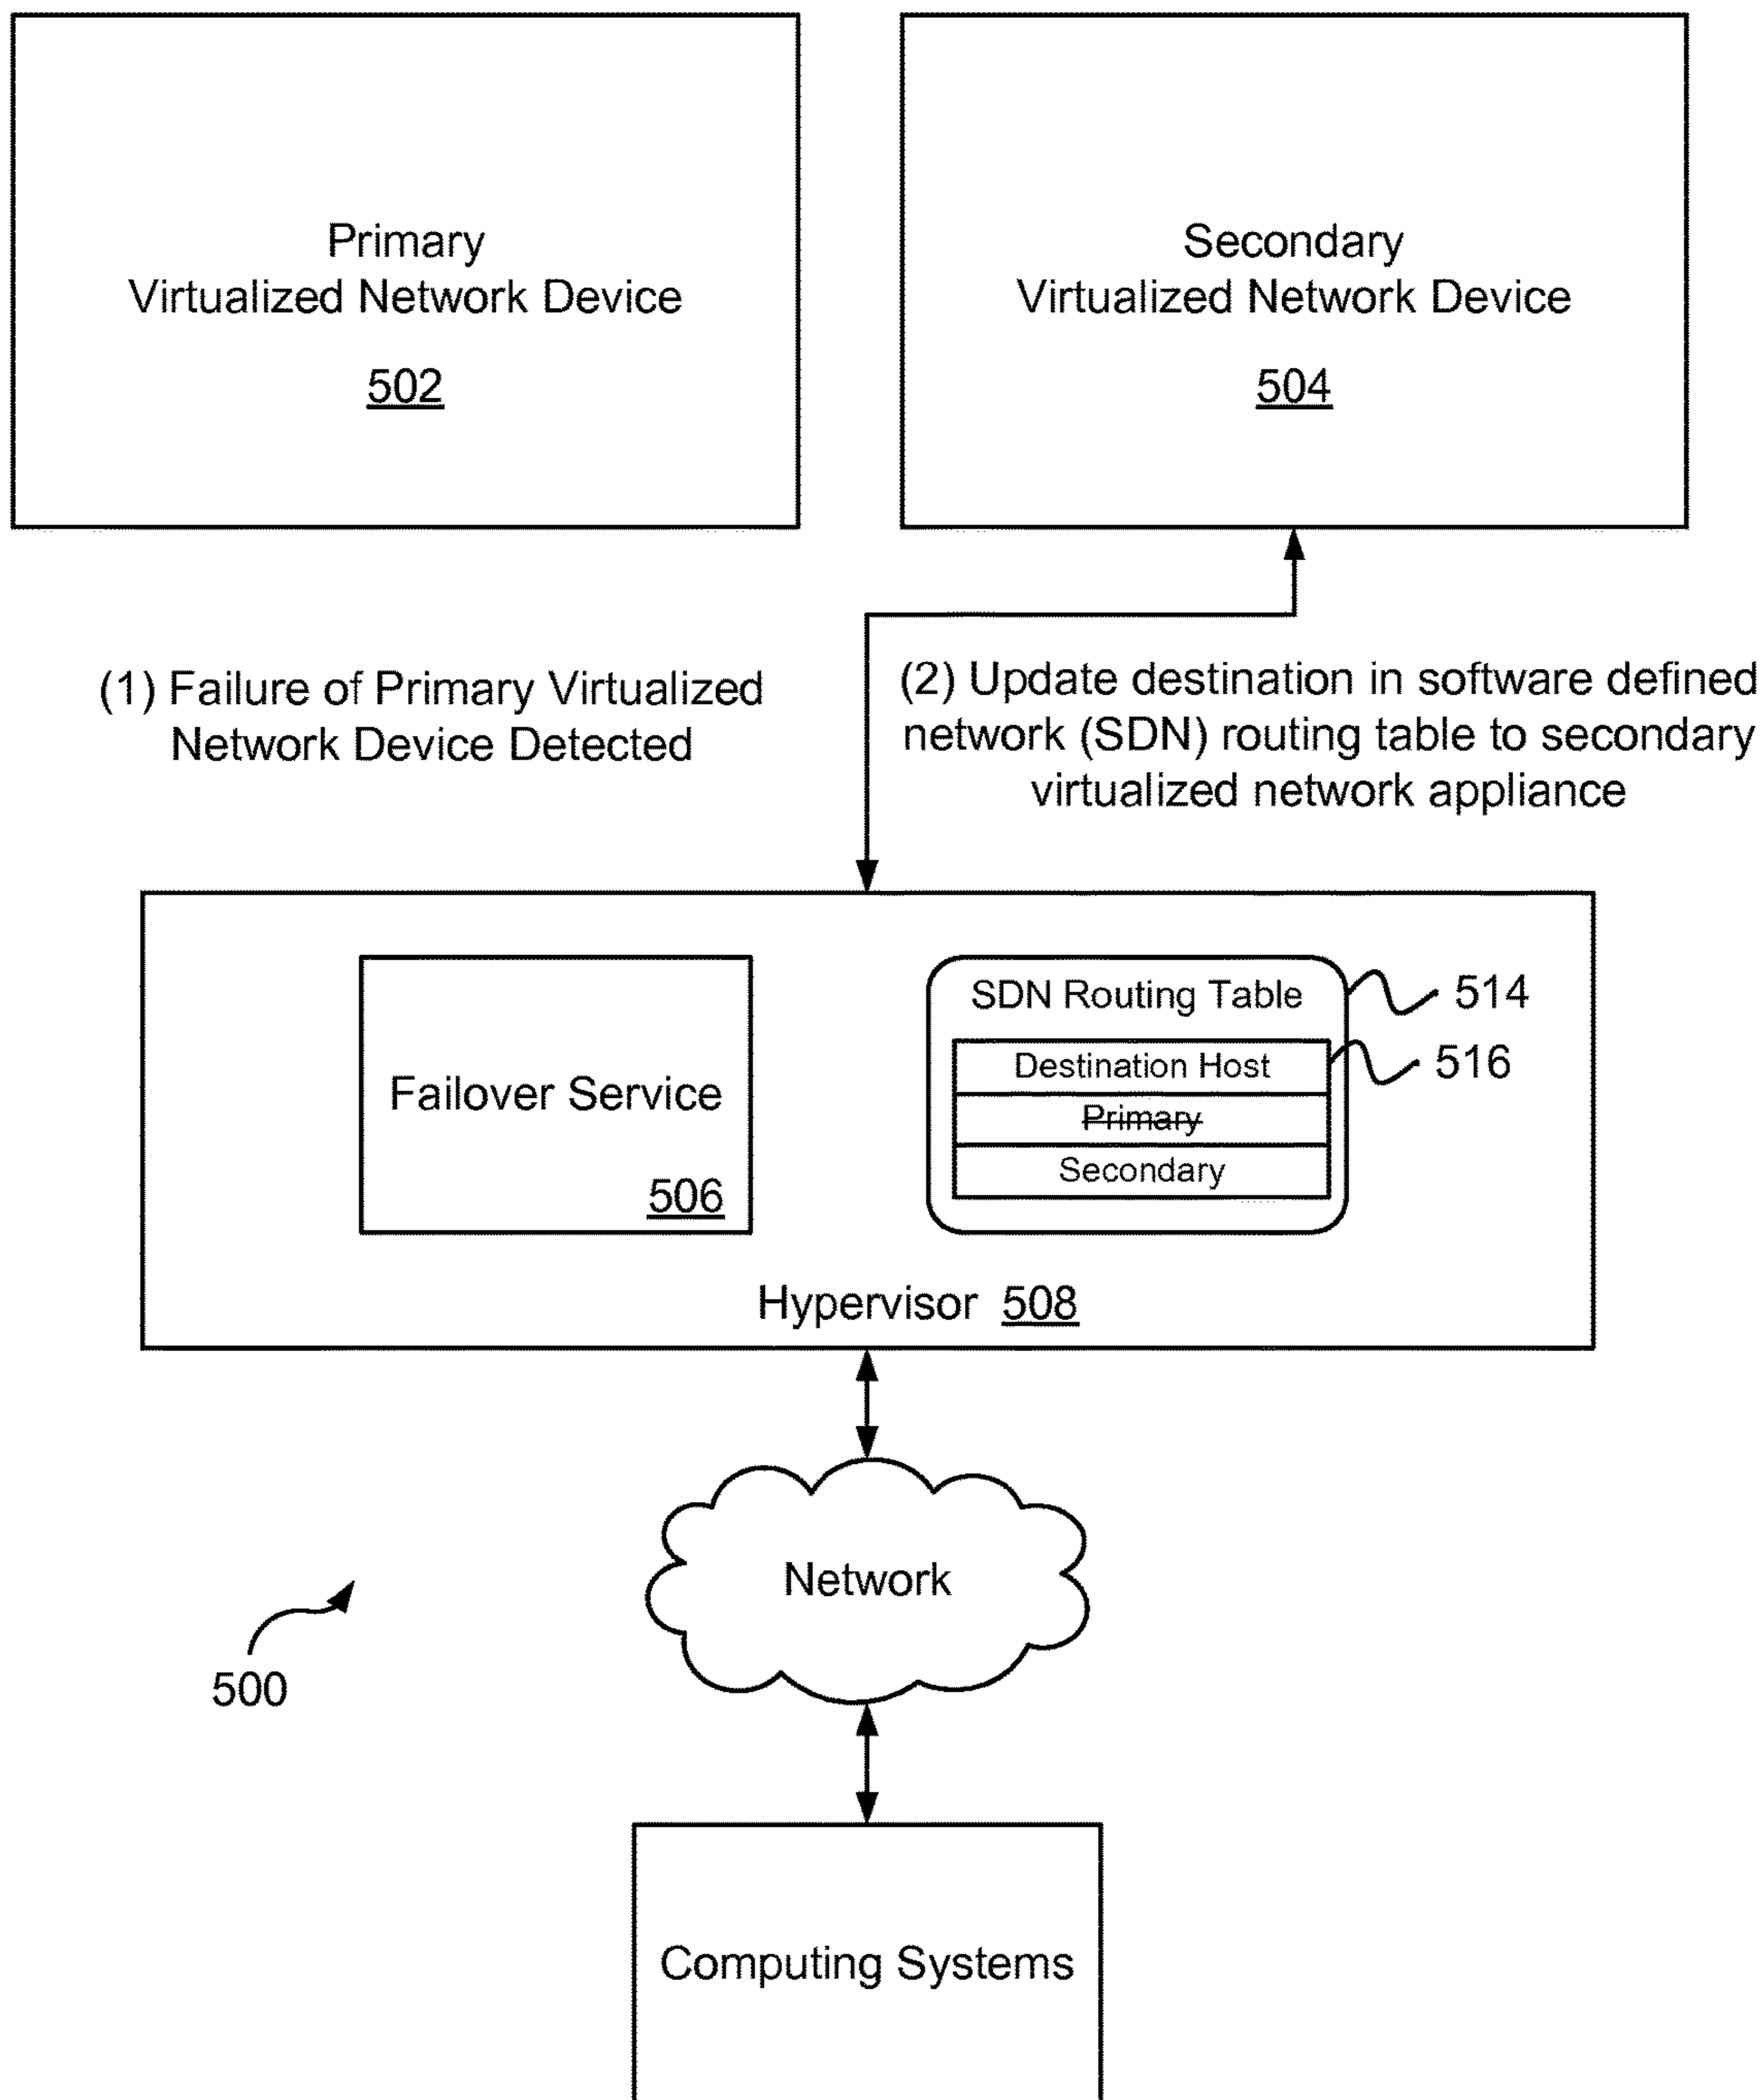 Primary
Virtualized Network Device
502
Secondary
Virtualized Network Device
504
(1) Failure of Primary Virtualized
Network Device Detected
(2) Update destination in software defined
network (SDN) routing table to secondary
virtualized network appliance
Failover Service
506
SDN Routing Table
514
Destination Host
516
Primary
Secondary
Hypervisor 508
Network
500
Computing Systems